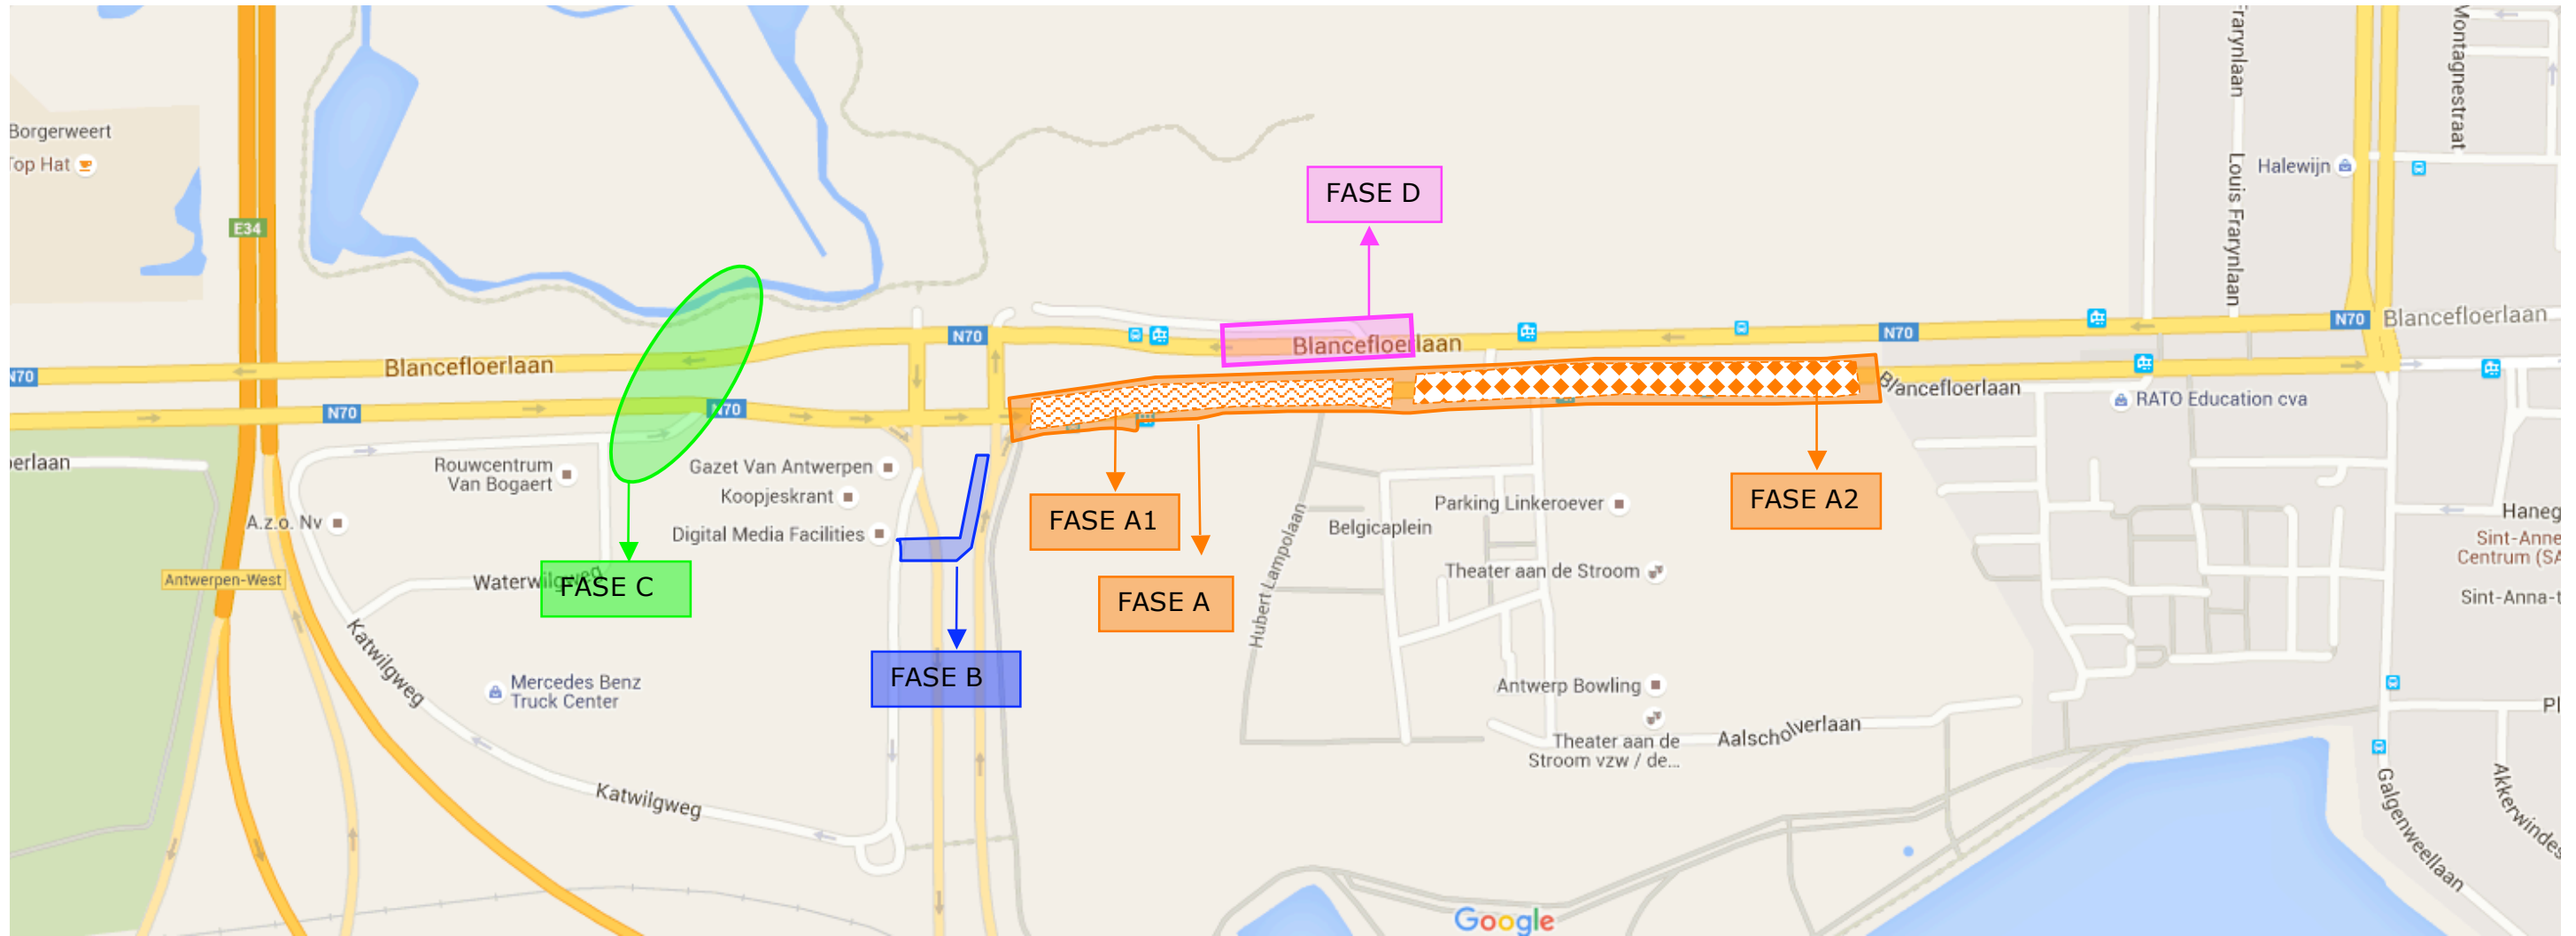 Borgerweert
Top Hat
E34
N70
Blancefloerlaan
N70
N70
FASE D
N70
Blancefloerlaan
N70
N70
Blancefloerlaan
Blancefloerlaan
Halewijn
Louis Frarynlaan
Frarynlaan
Montagnestraat
RATO Education cva
Rouwcentrum
Van Bogaert
A.z.o. Nv
Gazet Van Antwerpen
Koopjeskrant
Digital Media Facilities
FASE A1
FASE A
FASE A2
FASE B
FASE C
Antwerpen-West
Waterwilgweg
Katwilgweg
Katwilgweg
Mercedes Benz
Truck Center
Hubert Lampolaan
Belgicaplein
Parking Linkeroever
Theater aan de Stroom
Antwerp Bowling
Theater aan de
Stroom vzw / de...
Aalscholverlaan
Sint-Anne
Centrum (SA
Sint-Anna-t
Galgenweellaan
Google